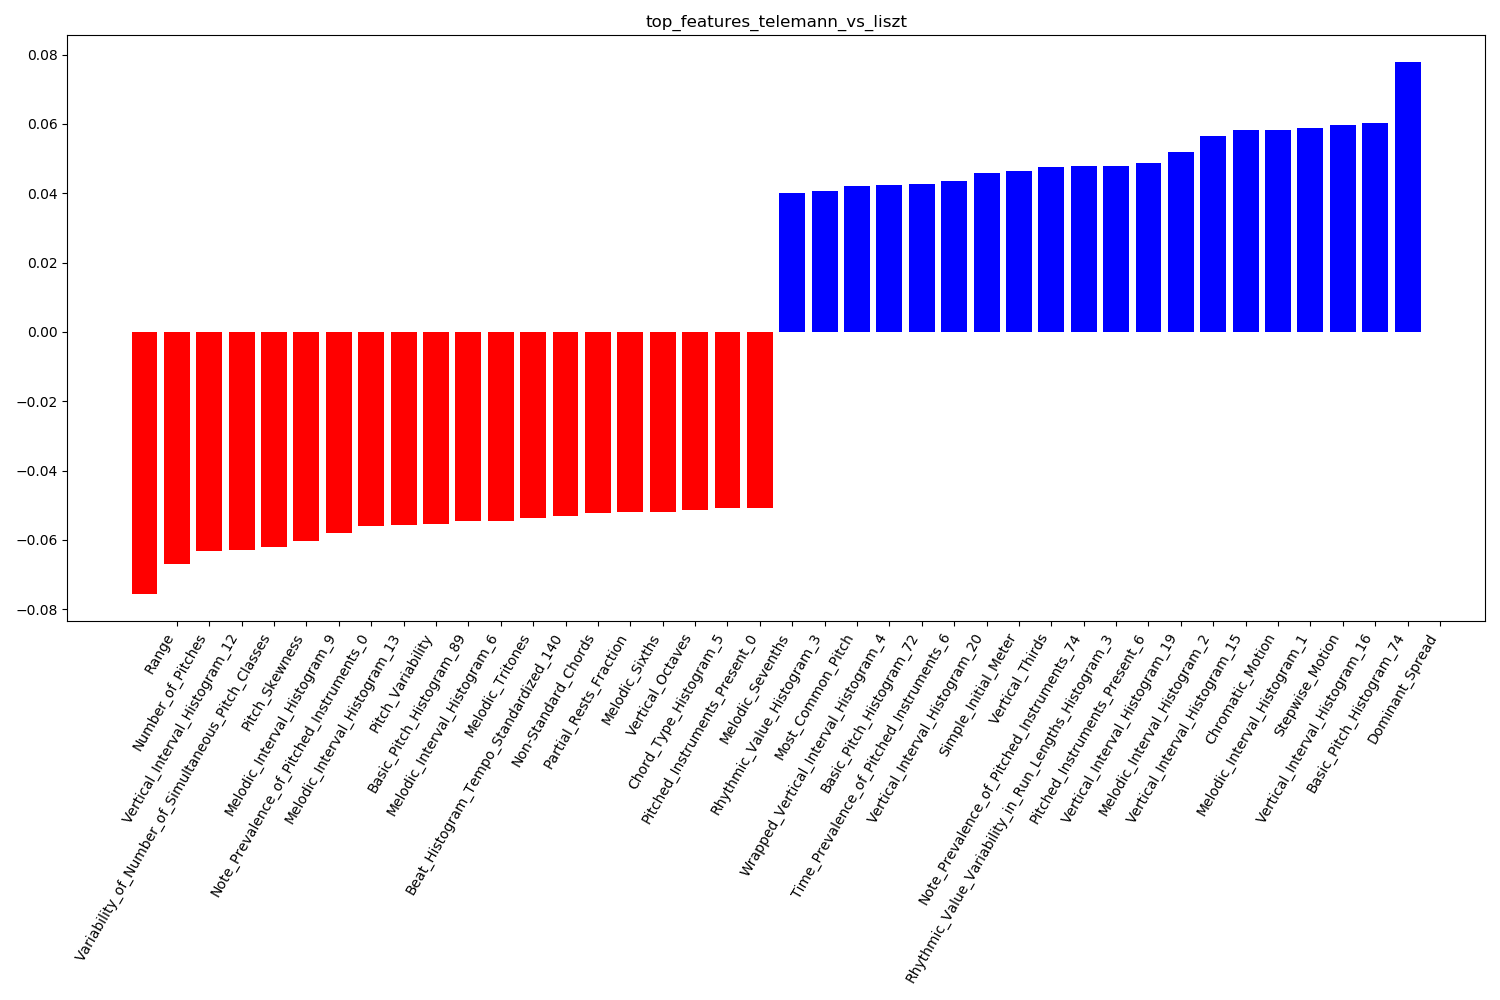 top_features_telemann_vs_liszt
0.08
0.06
0.04
0.02
0.00
−0.02
−0.04
−0.06
−0.08
Range
Number_of_Pitches
Vertical_Interval_Histogram_12
Variability_of_Number_of_Simultaneous_Pitch_Classes
Pitch_Skewness
Melodic_Interval_Histogram_9
Note_Prevalence_of_Pitched_Instruments_0
Melodic_Interval_Histogram_13
Pitch_Variability
Basic_Pitch_Histogram_89
Melodic_Interval_Histogram_6
Melodic_Tritones
Beat_Histogram_Tempo_Standardized_140
Non-Standard_Chords
Partial_Rests_Fraction
Melodic_Sixths
Vertical_Octaves
Chord_Type_Histogram_5
Pitched_Instruments_Present_0
Melodic_Sevenths
Rhythmic_Value_Histogram_3
Most_Common_Pitch
Wrapped_Vertical_Interval_Histogram_4
Basic_Pitch_Histogram_72
Time_Prevalence_of_Pitched_Instruments_6
Vertical_Interval_Histogram_20
Simple_Initial_Meter
Vertical_Thirds
Note_Prevalence_of_Pitched_Instruments_74
Rhythmic_Value_Variability_in_Run_Lengths_Histogram_3
Pitched_Instruments_Present_6
Vertical_Interval_Histogram_19
Melodic_Interval_Histogram_2
Vertical_Interval_Histogram_15
Chromatic_Motion
Melodic_Interval_Histogram_1
Stepwise_Motion
Vertical_Interval_Histogram_16
Basic_Pitch_Histogram_74
Dominant_Spread